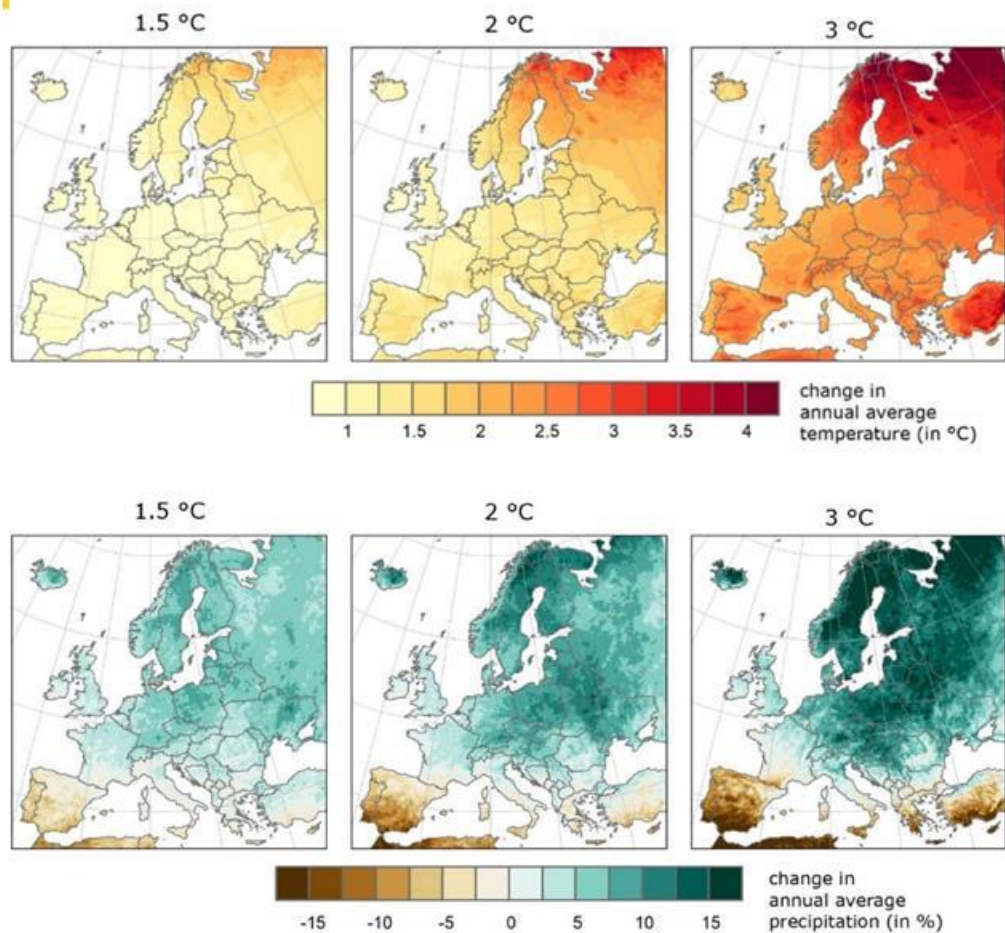 1.5 °C 2 °C 3 °C
1 1.5 2 2.5 3 3.5 4
change in
annual average
temperature (in °C)
1.5 °C 2 °C 3 °C
-15 -10 -5 0 5 10 15
change in
annual average
precipitation (in %)